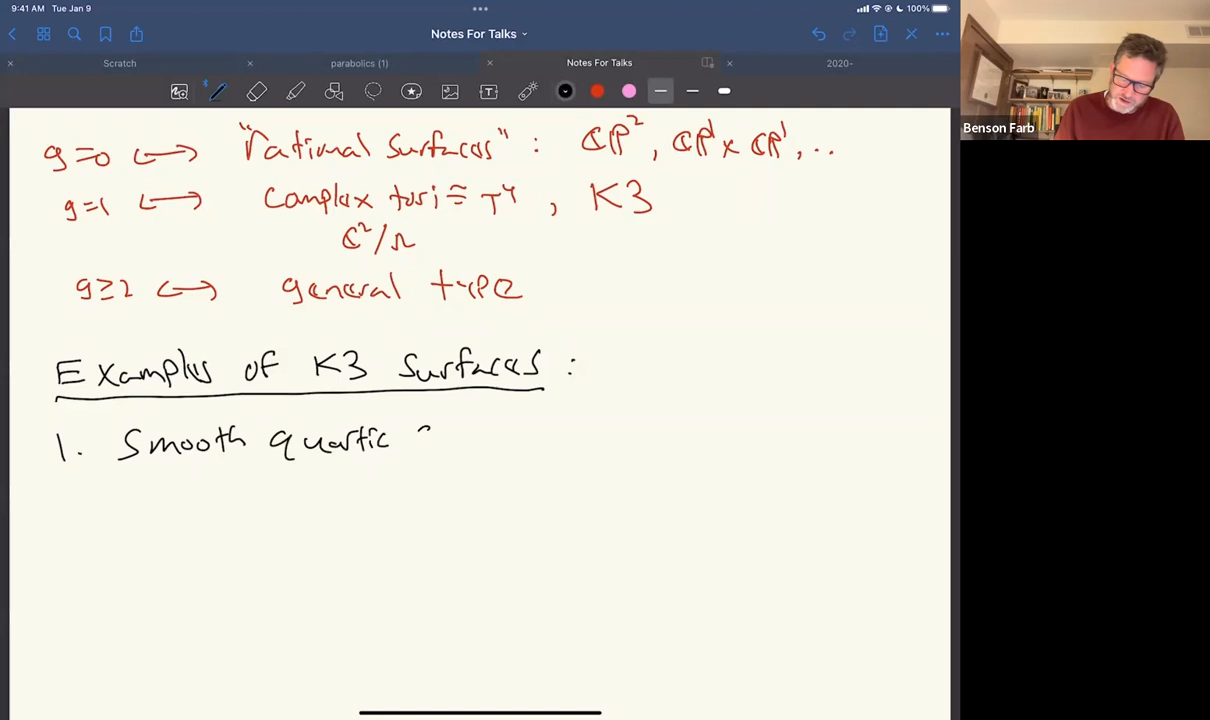 9:41 AM Tue Jan 9
100%
Notes For Talks
Scratch
parabolics (1)
Notes For Talks
2020-
Benson Farb
g=0 ⟷ "rational surfaces": ℂP², ℂP¹×ℂP¹, ...
g=1 ⟷ complex tori ≅ T⁴, K3
ℂ²/Λ
g≥2 ⟷ general type
Examples of K3 Surfaces:
1. Smooth quartic